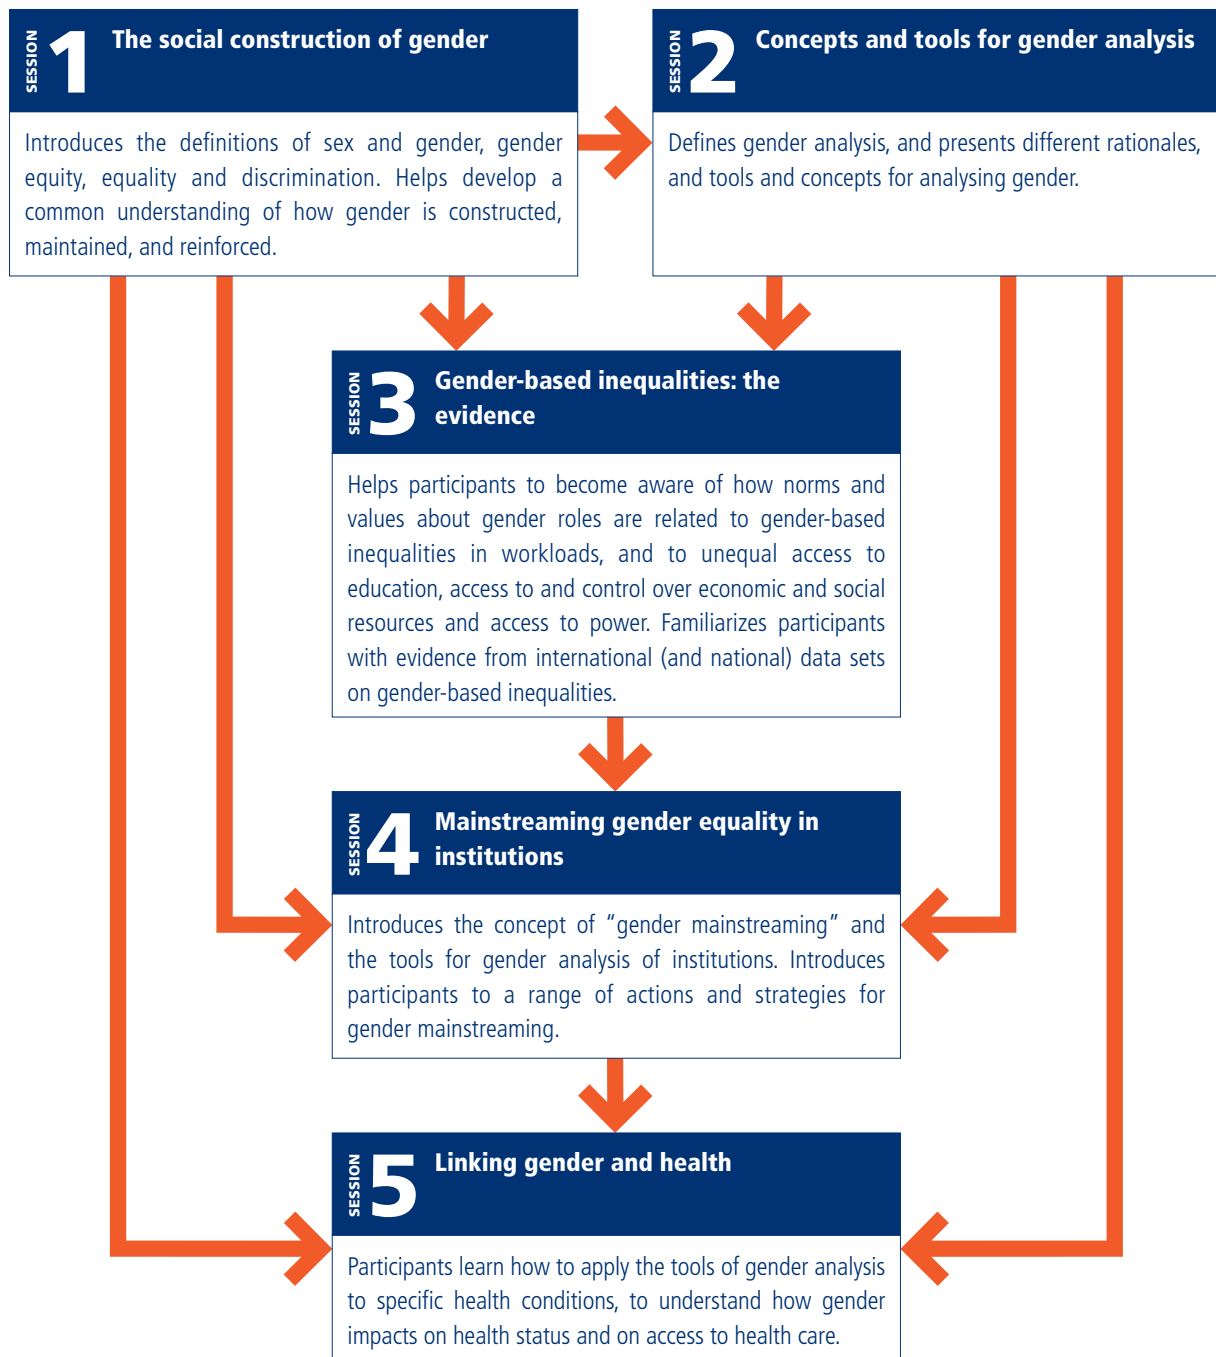 SESSION 1 The social construction of gender
Introduces the definitions of sex and gender, gender
equity, equality and discrimination. Helps develop a
common understanding of how gender is constructed,
maintained, and reinforced.
SESSION 2 Concepts and tools for gender analysis
Defines gender analysis, and presents different rationales,
and tools and concepts for analysing gender.
SESSION 3 Gender-based inequalities: the
evidence
Helps participants to become aware of how norms and
values about gender roles are related to gender-based
inequalities in workloads, and to unequal access to
education, access to and control over economic and social
resources and access to power. Familiarizes participants
with evidence from international (and national) data sets
on gender-based inequalities.
SESSION 4 Mainstreaming gender equality in
institutions
Introduces the concept of “gender mainstreaming” and
the tools for gender analysis of institutions. Introduces
participants to a range of actions and strategies for
gender mainstreaming.
SESSION 5 Linking gender and health
Participants learn how to apply the tools of gender analysis
to specific health conditions, to understand how gender
impacts on health status and on access to health care.